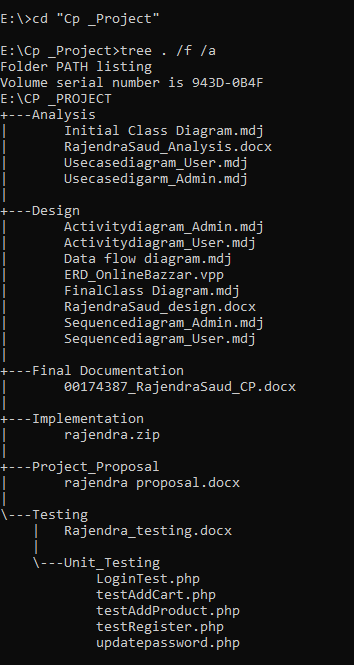 E:\>cd "Cp _Project"

E:\Cp _Project>tree . /f /a
Folder PATH listing
Volume serial number is 943D-0B4F
E:\CP _PROJECT
+---Analysis
|       Initial Class Diagram.mdj
|       RajendraSaud_Analysis.docx
|       Usecasediagram_User.mdj
|       Usecasedigarm_Admin.mdj
|
+---Design
|       Activitydiagram_Admin.mdj
|       Activitydiagram_User.mdj
|       Data flow diagram.mdj
|       ERD_OnlineBazzar.vpp
|       FinalClass Diagram.mdj
|       RajendraSaud_design.docx
|       Sequencediagram_Admin.mdj
|       Sequencediagram_User.mdj
|
+---Final Documentation
|       00174387_RajendraSaud_CP.docx
|
+---Implementation
|       rajendra.zip
|
+---Project_Proposal
|       rajendra proposal.docx
|
\---Testing
    |   Rajendra_testing.docx
    |
    \---Unit_Testing
            LoginTest.php
            testAddCart.php
            testAddProduct.php
            testRegister.php
            updatepassword.php